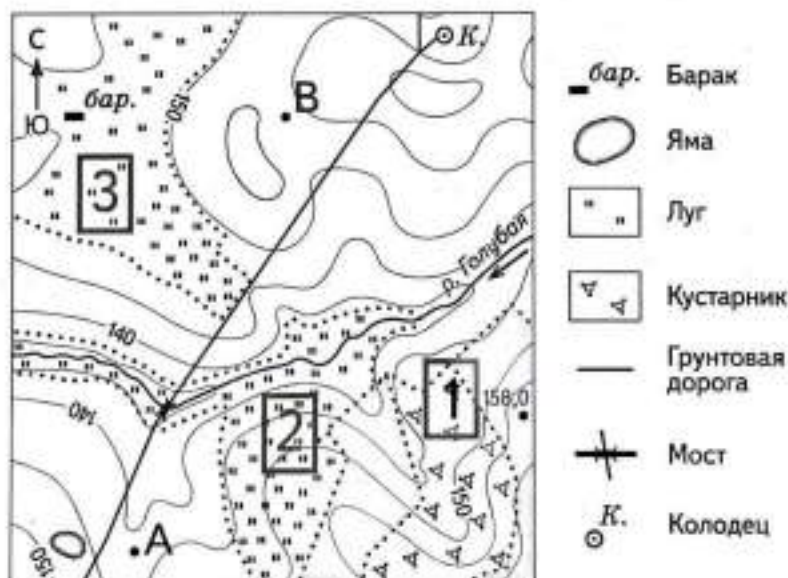 С
Ю
К.
бар.
150
В
3
р. Голубая
140
1
158,0
2
140
150
А
150
бар. Барак
Яма
Луг
Кустарник
Грунтовая
дорога
Мост
К. Колодец